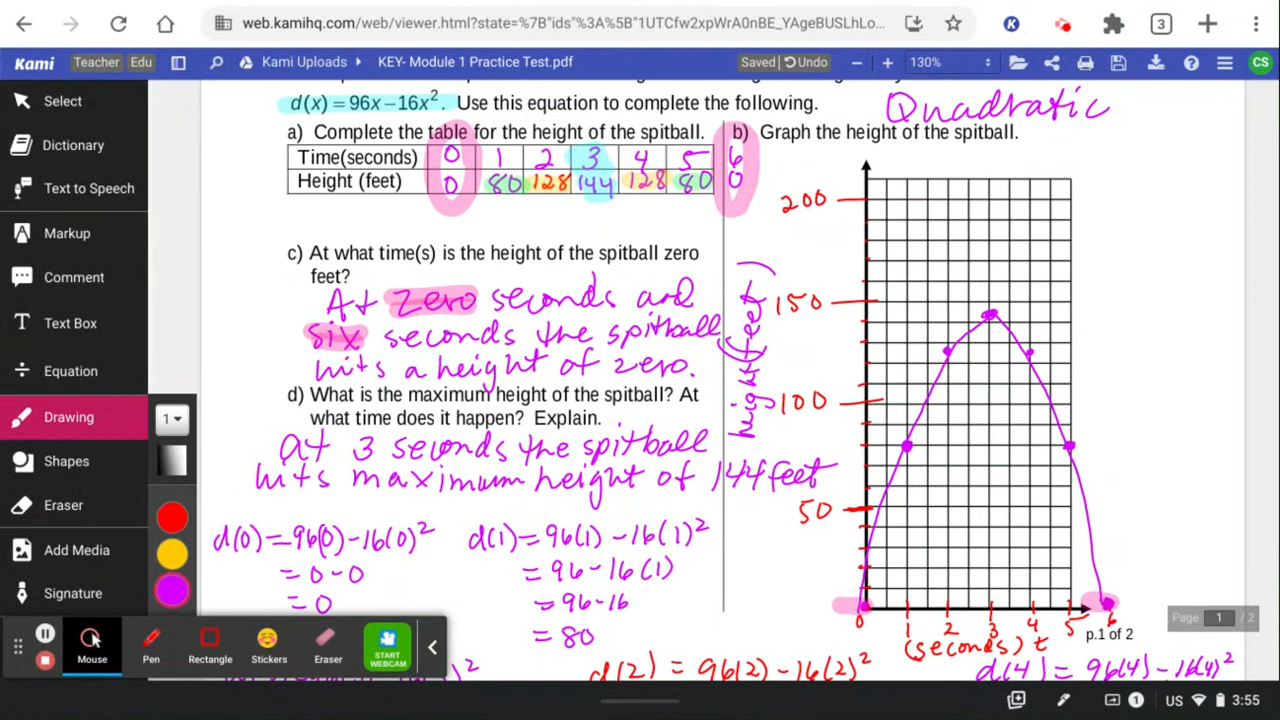 web.kamihq.com/web/viewer.html?state=%7B"ids"%3A%5B"1UTCfw2xpWrA0nBE_YAgeBUSLhLo...
3
Kami
Teacher
Edu
Kami Uploads
KEY- Module 1 Practice Test.pdf
Saved
Undo
130%
CS
Select
Dictionary
Text to Speech
Markup
Comment
Text Box
Equation
Drawing
1
Shapes
Eraser
Add Media
Signature
d(x) = 96x – 16x². Use this equation to complete the following.
Quadratic
a) Complete the table for the height of the spitball.
Time(seconds) 0 1 2 3 4 5 6
Height (feet) 0 80 128 144 128 80 0
c) At what time(s) is the height of the spitball zero
feet?
At zero seconds and
six seconds the spitball
hits a height of zero.
d) What is the maximum height of the spitball? At
what time does it happen? Explain.
at 3 seconds the spitball
hits maximum height of 144 feet
d(0) = 96(0) - 16(0)²
= 0 - 0
= 0
d(1) = 96(1) - 16(1)²
= 96 - 16(1)
= 96 - 16
= 80
b) Graph the height of the spitball.
height (feet)
200
150
100
50
0 1 2 3 4 5 6
(seconds) t
p.1 of 2
Page 1 / 2
d(2) = 96(2) - 16(2)²
d(4) = 96(4) - 16(4)²
Mouse
Pen
Rectangle
Stickers
Eraser
START
WEBCAM
1
US
3:55